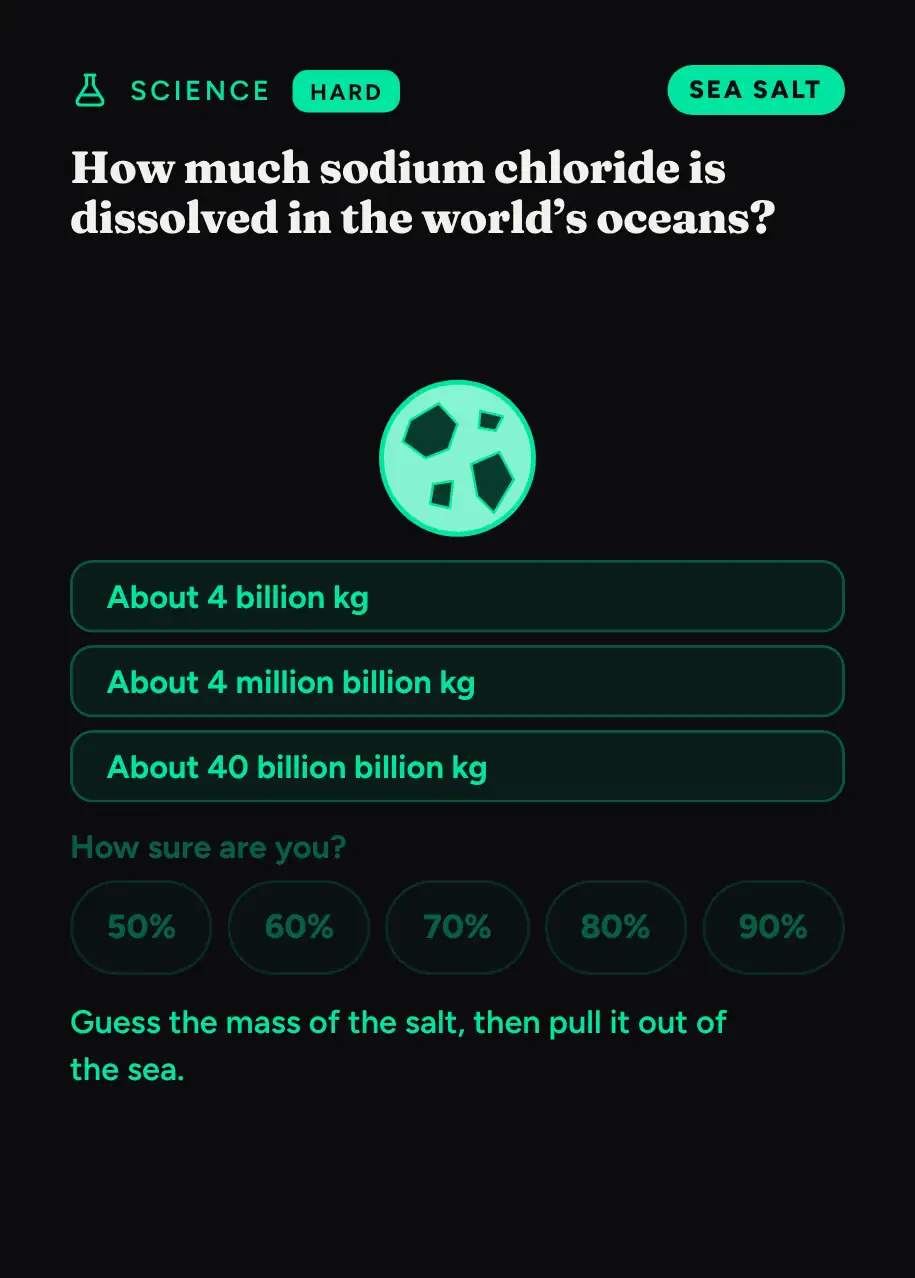 SCIENCE HARD SEA SALT
How much sodium chloride is
dissolved in the world’s oceans?
About 4 billion kg
About 4 million billion kg
About 40 billion billion kg
How sure are you?
50% 60% 70% 80% 90%
Guess the mass of the salt, then pull it out of
the sea.